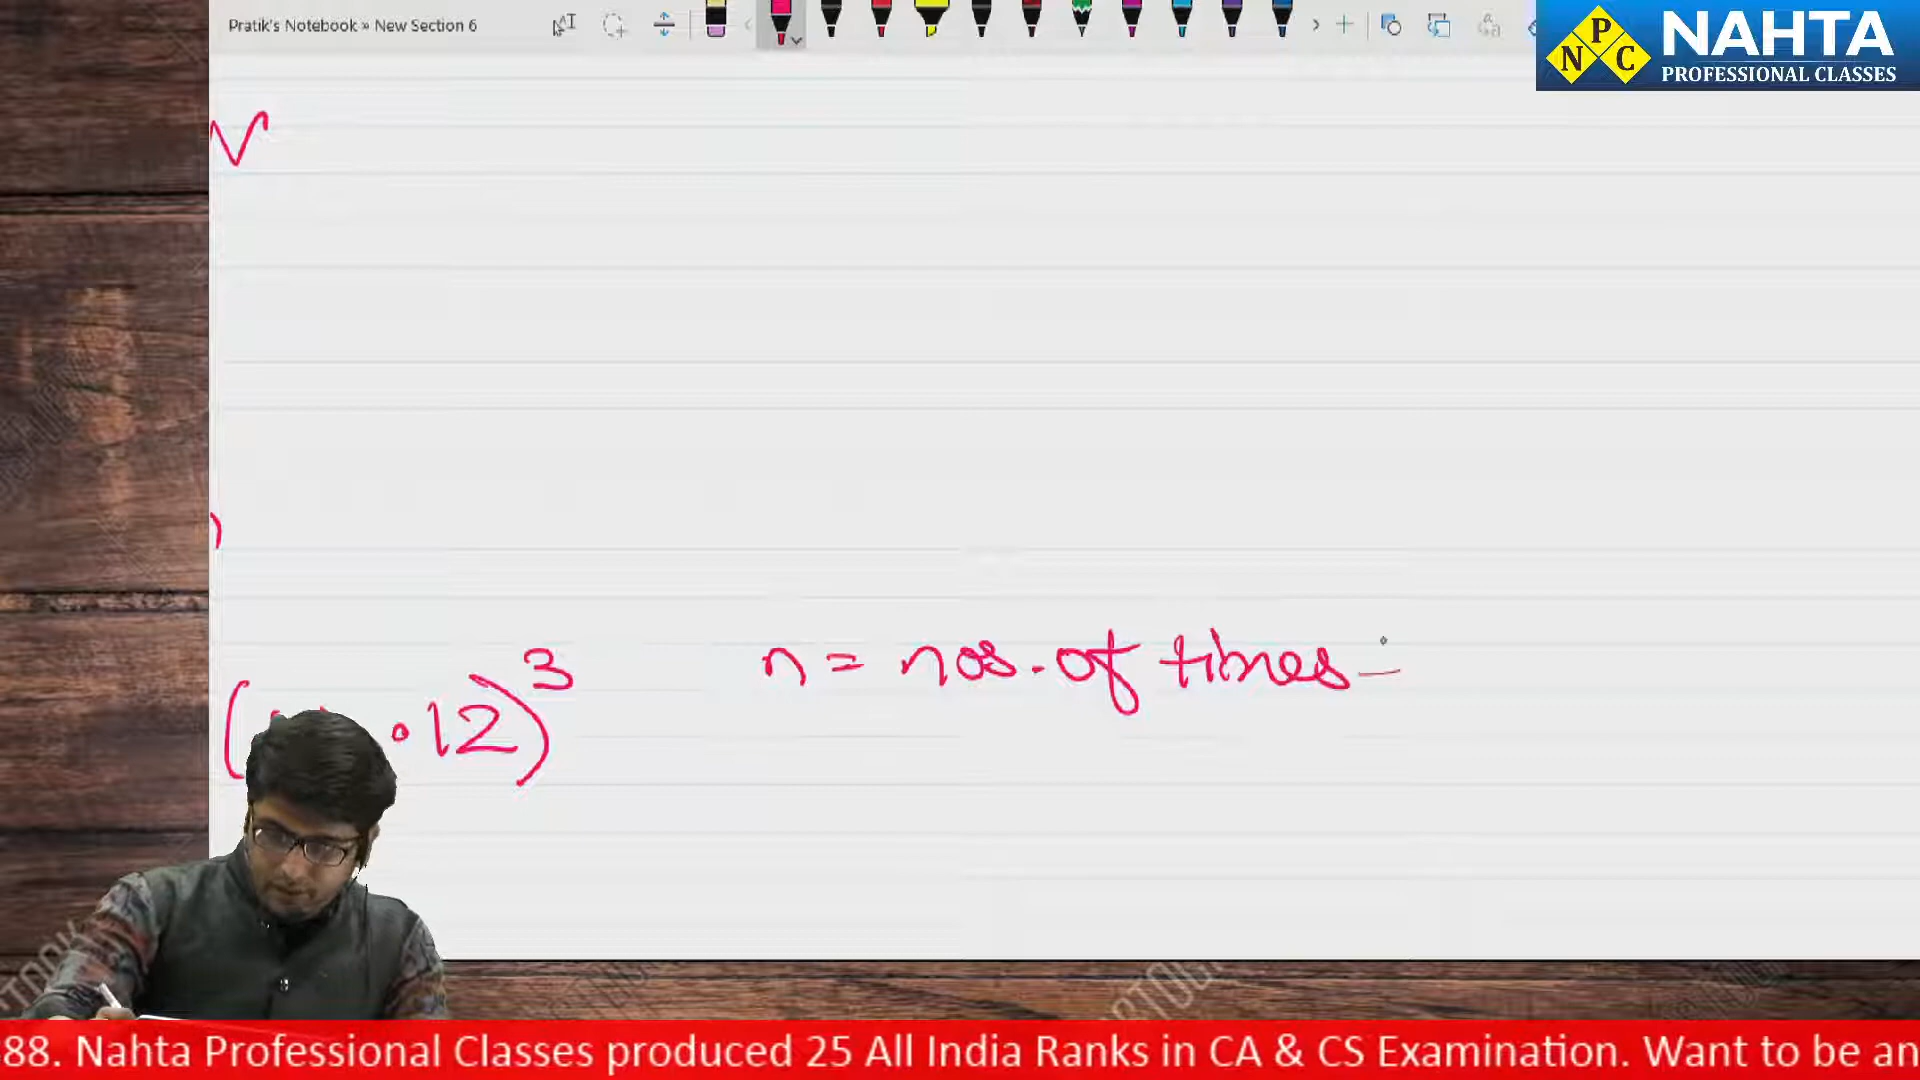 Pratik's Notebook » New Section 6
NPC
NAHTA
PROFESSIONAL CLASSES
n = nos. of times
3
( .12)
88. Nahta Professional Classes produced 25 All India Ranks in CA & CS Examination. Want to be an